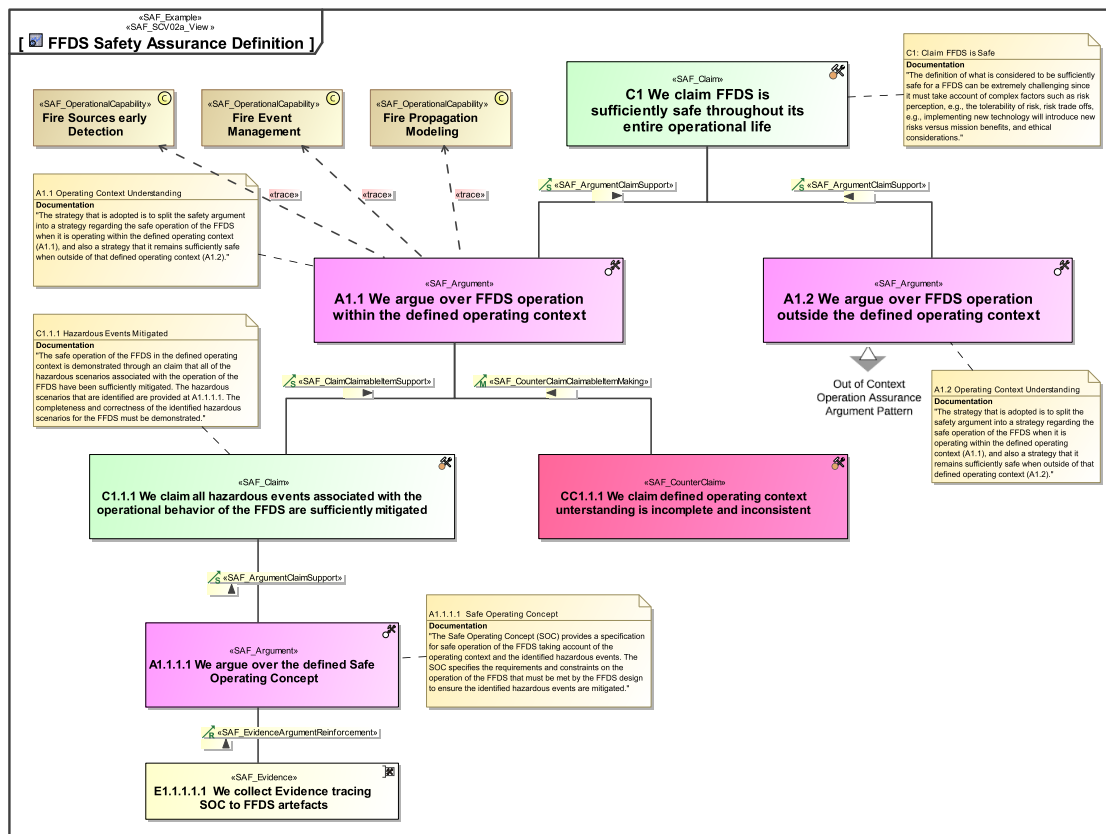 «SAF_Example»
«SAF_SCV02a_View »
[ FFDS Safety Assurance Definition ]
C1: Claim FFDS is Safe
Documentation
"The definition of what is considered to be sufficiently
safe for a FFDS can be extremely challenging since
it must take account of complex factors such as risk
perception, e.g., the tolerability of risk, risk trade offs,
e.g., implementing new technology will introduce new
risks versus mission benefits, and ethical
considerations."
«SAF_Claim»
C1 We claim FFDS is
sufficiently safe throughout its
entire operational life
«SAF_OperationalCapability»
Fire Sources early
Detection
C
«SAF_OperationalCapability»
Fire Event
Management
C
«SAF_OperationalCapability»
Fire Propagation
Modeling
C
«trace»
«trace»
«trace»
S «SAF_ArgumentClaimSupport»
S «SAF_ArgumentClaimSupport»
A1.1 Operating Context Understanding
Documentation
"The strategy that is adopted is to split the safety argument
into a strategy regarding the safe operation of the FFDS
when it is operating within the defined operating context
(A1.1), and also a strategy that it remains sufficiently safe
when outside of that defined operating context (A1.2)."
«SAF_Argument»
A1.1 We argue over FFDS operation
within the defined operating context
«SAF_Argument»
A1.2 We argue over FFDS operation
outside the defined operating context
Out of Context
Operation Assurance
Argument Pattern
C1.1.1 Hazardous Events Mitigated
Documentation
"The safe operation of the FFDS in the defined operating
context is demonstrated through an claim that all of the
hazardous scenarios associated with the operation of the
FFDS have been sufficiently mitigated. The hazardous
scenarios that are identified are provided at A1.1.1.1. The
completeness and correctness of the identified hazardous
scenarios for the FFDS must be demonstrated."
S «SAF_ClaimClaimableItemSupport»
M «SAF_CounterClaimClaimableItemMaking»
A1.2 Operating Context Understanding
Documentation
"The strategy that is adopted is to split the
safety argument into a strategy regarding the
safe operation of the FFDS when it is
operating within the defined operating
context (A1.1), and also a strategy that it
remains sufficiently safe when outside of that
defined operating context (A1.2)."
«SAF_Claim»
C1.1.1 We claim all hazardous events associated with the
operational behavior of the FFDS are sufficiently mitigated
«SAF_CounterClaim»
CC1.1.1 We claim defined operating context
unterstanding is incomplete and inconsistent
S «SAF_ArgumentClaimSupport»
«SAF_Argument»
A1.1.1.1 We argue over the defined Safe
Operating Concept
A1.1.1.1 Safe Operating Concept
Documentation
"The Safe Operating Concept (SOC) provides a specification
for safe operation of the FFDS taking account of the
operating context and the identified hazardous events. The
SOC specifies the requirements and constraints on the
operation of the FFDS that must be met by the FFDS design
to ensure the identified hazardous events are mitigated."
R «SAF_EvidenceArgumentReinforcement»
«SAF_Evidence»
E1.1.1.1.1 We collect Evidence tracing
SOC to FFDS artefacts